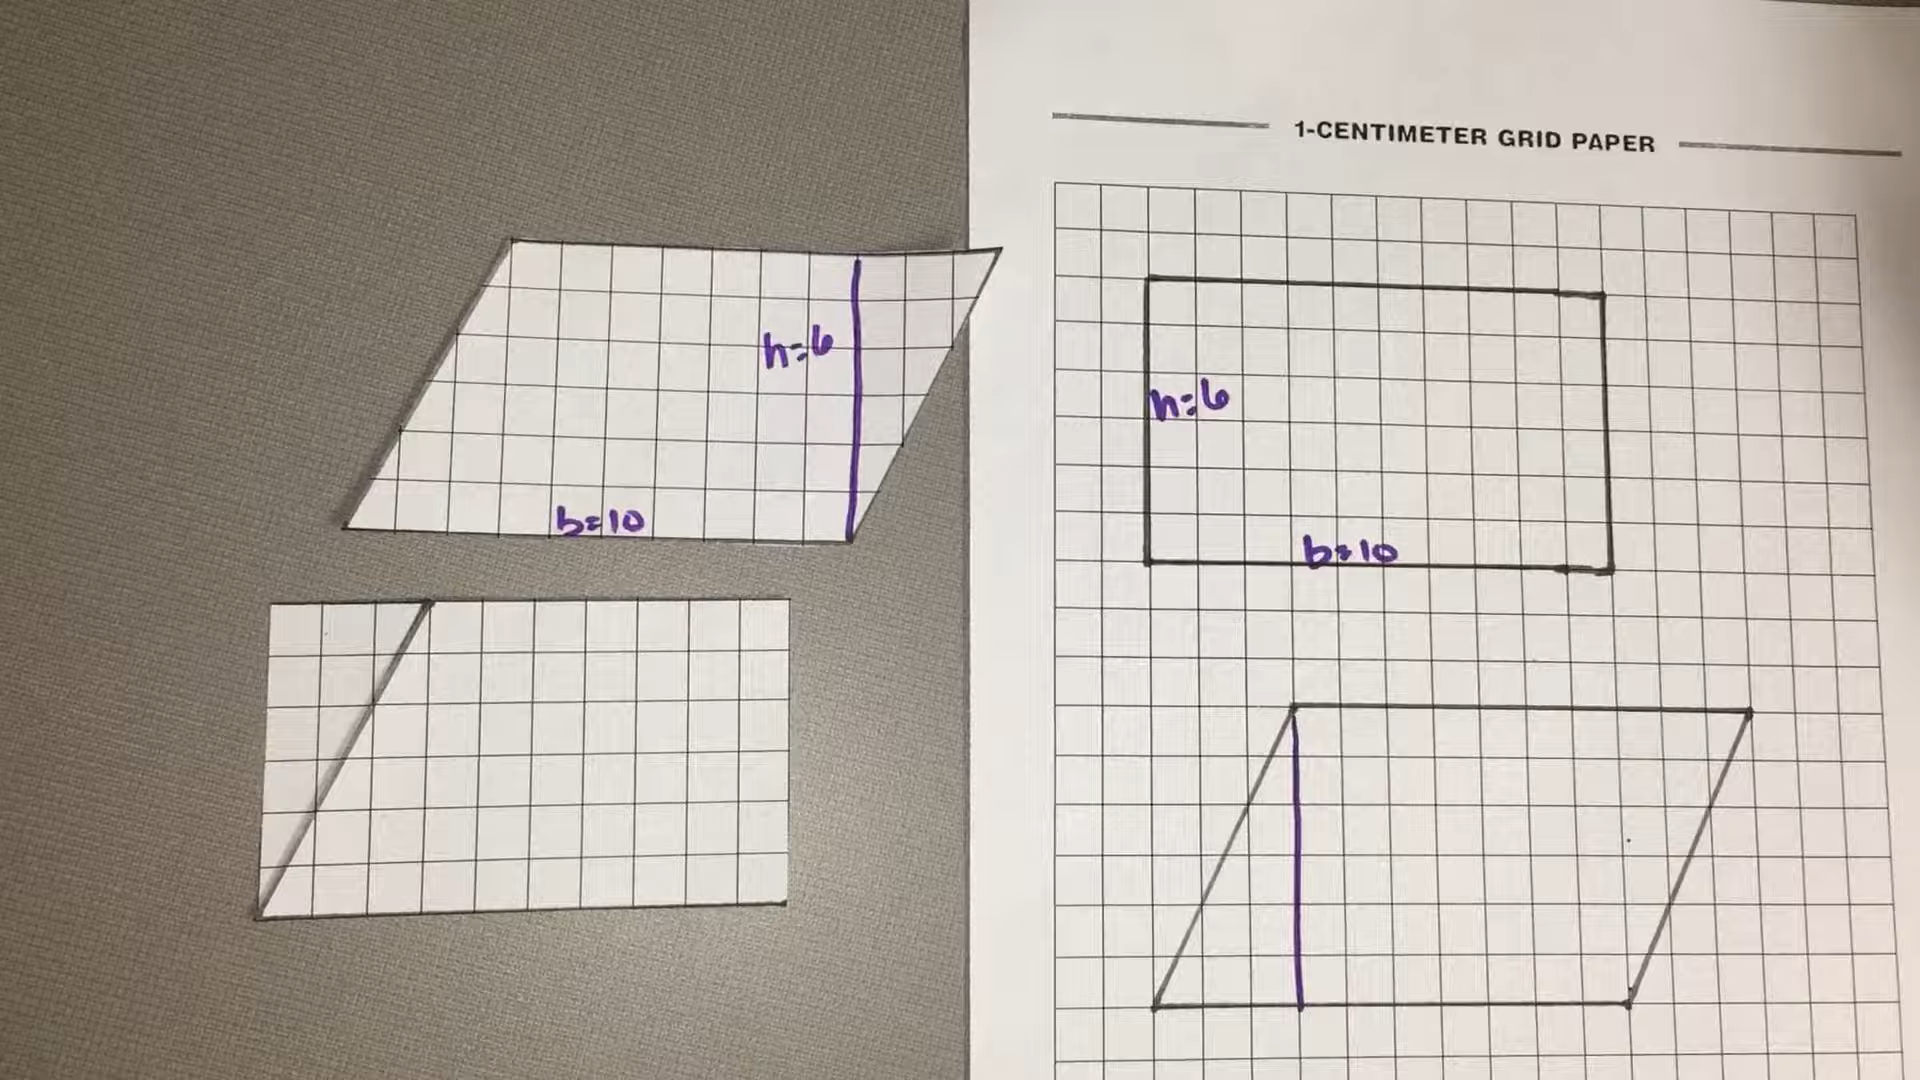 1-CENTIMETER GRID PAPER
h=6
b=10
h=6
b=10